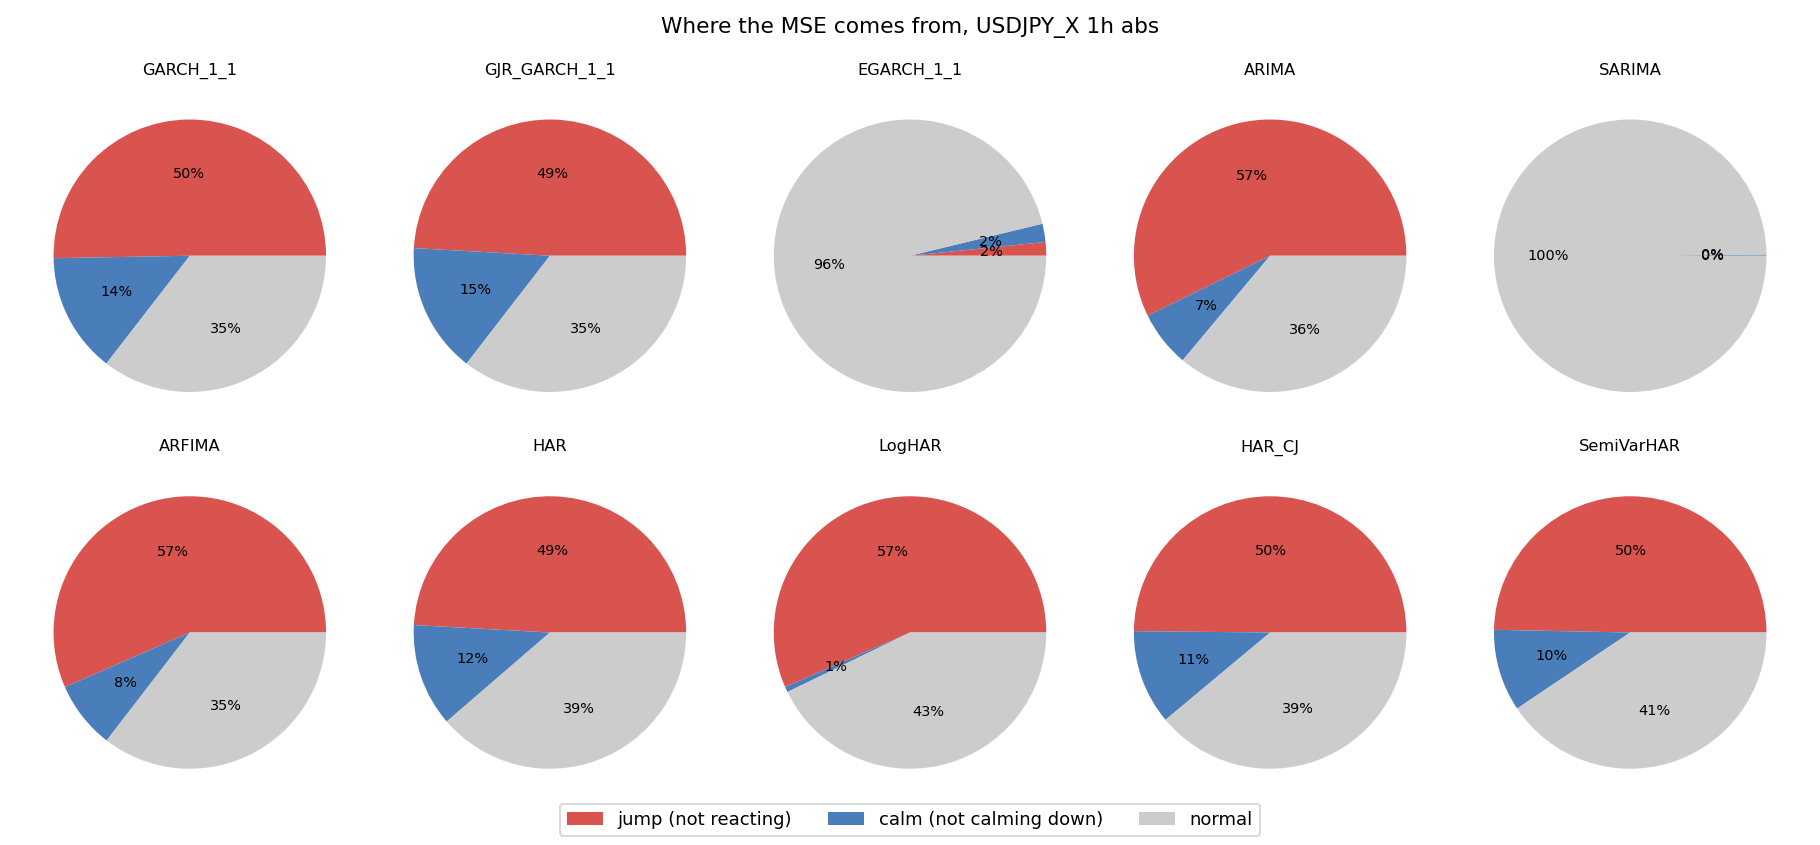 Where the MSE comes from, USDJPY_X 1h abs
GARCH_1_1
GJR_GARCH_1_1
EGARCH_1_1
ARIMA
SARIMA
50%
14%
35%
49%
15%
35%
2%
2%
96%
57%
7%
36%
0%
0%
100%
ARFIMA
HAR
LogHAR
HAR_CJ
SemiVarHAR
57%
8%
35%
49%
12%
39%
57%
1%
43%
50%
11%
39%
50%
10%
41%
jump (not reacting)
calm (not calming down)
normal